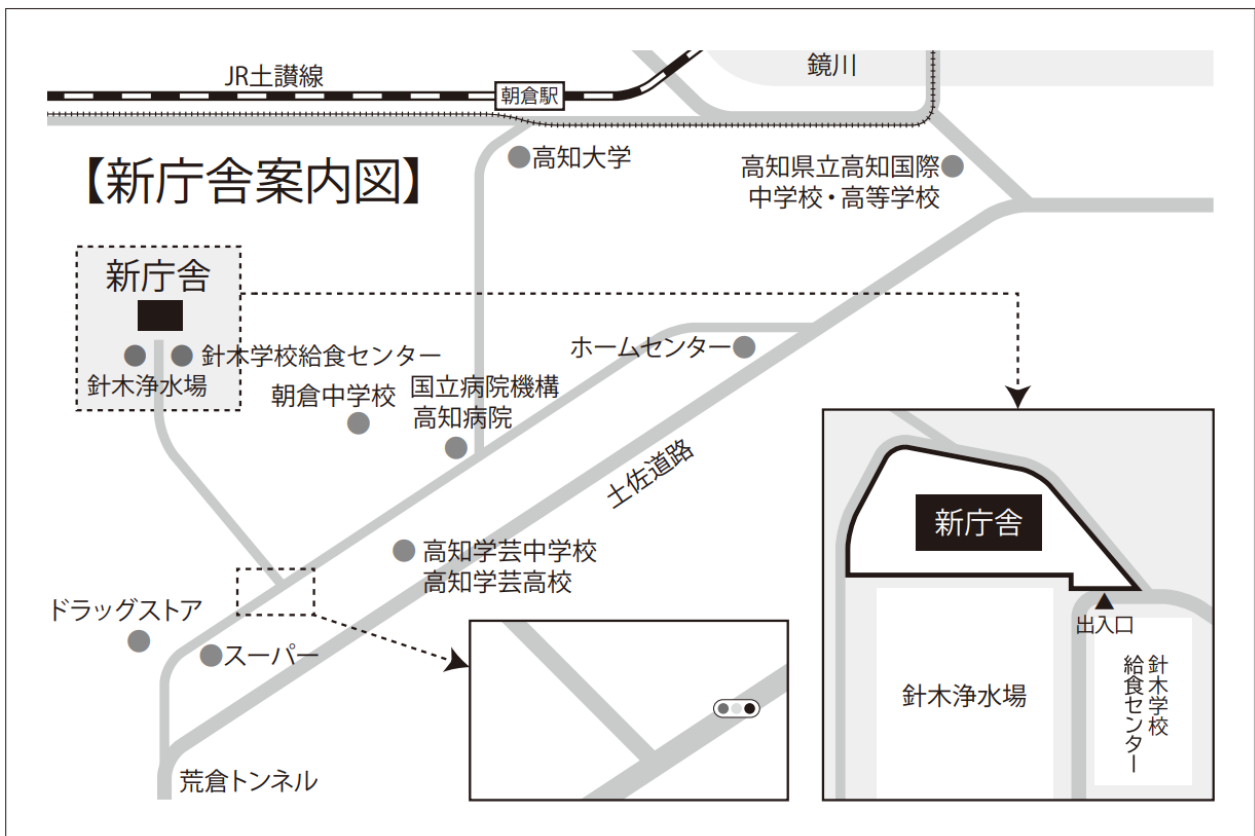 JR土讃線
朝倉駅
鏡川
【新庁舎案内図】
高知大学
高知県立高知国際
中学校・高等学校
新庁舎
針木学校給食センター
針木浄水場
朝倉中学校
国立病院機構
高知病院
ホームセンター
土佐道路
高知学芸中学校
高知学芸高校
ドラッグストア
スーパー
荒倉トンネル
新庁舎
出入口
針木浄水場
針木学校
給食センター